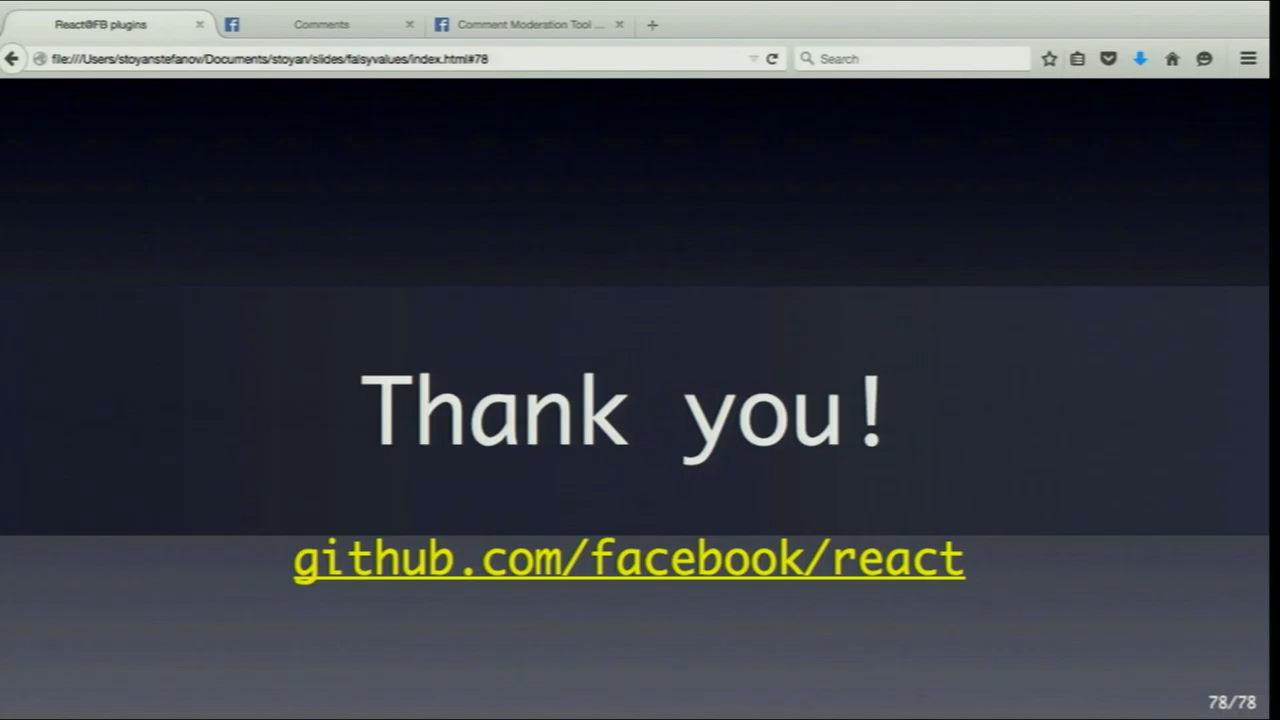 React@FB plugins
Comments
Comment Moderation Tool ...
file:///Users/stoyanstefanov/Documents/stoyan/slides/falsyvalues/index.html#78
Search
Thank you!
github.com/facebook/react
78/78